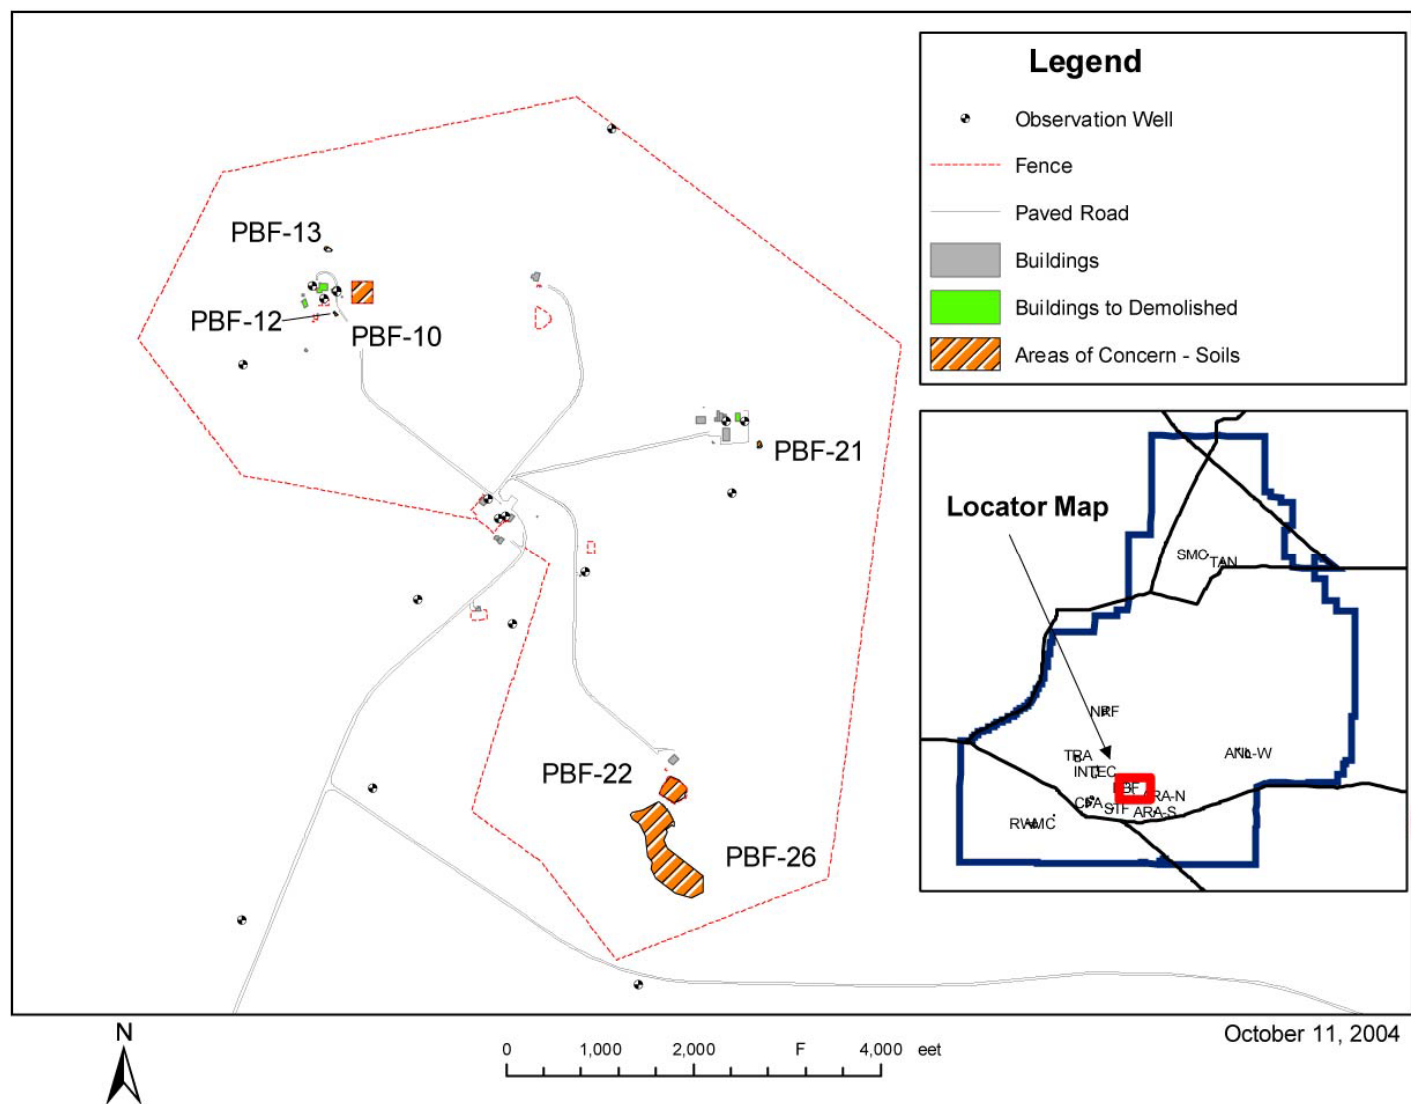 Legend
Observation Well
Fence
Paved Road
Buildings
Buildings to Demolished
Areas of Concern - Soils
PBF-13
PBF-12
PBF-10
PBF-21
PBF-22
PBF-26
Locator Map
SMC
TAN
NRF
TRA
INTEC
ANL-W
PBF
ARA-N
CFA
STF
ARA-S
RWMC
October 11, 2004
N
0 1,000 2,000 F 4,000 eet